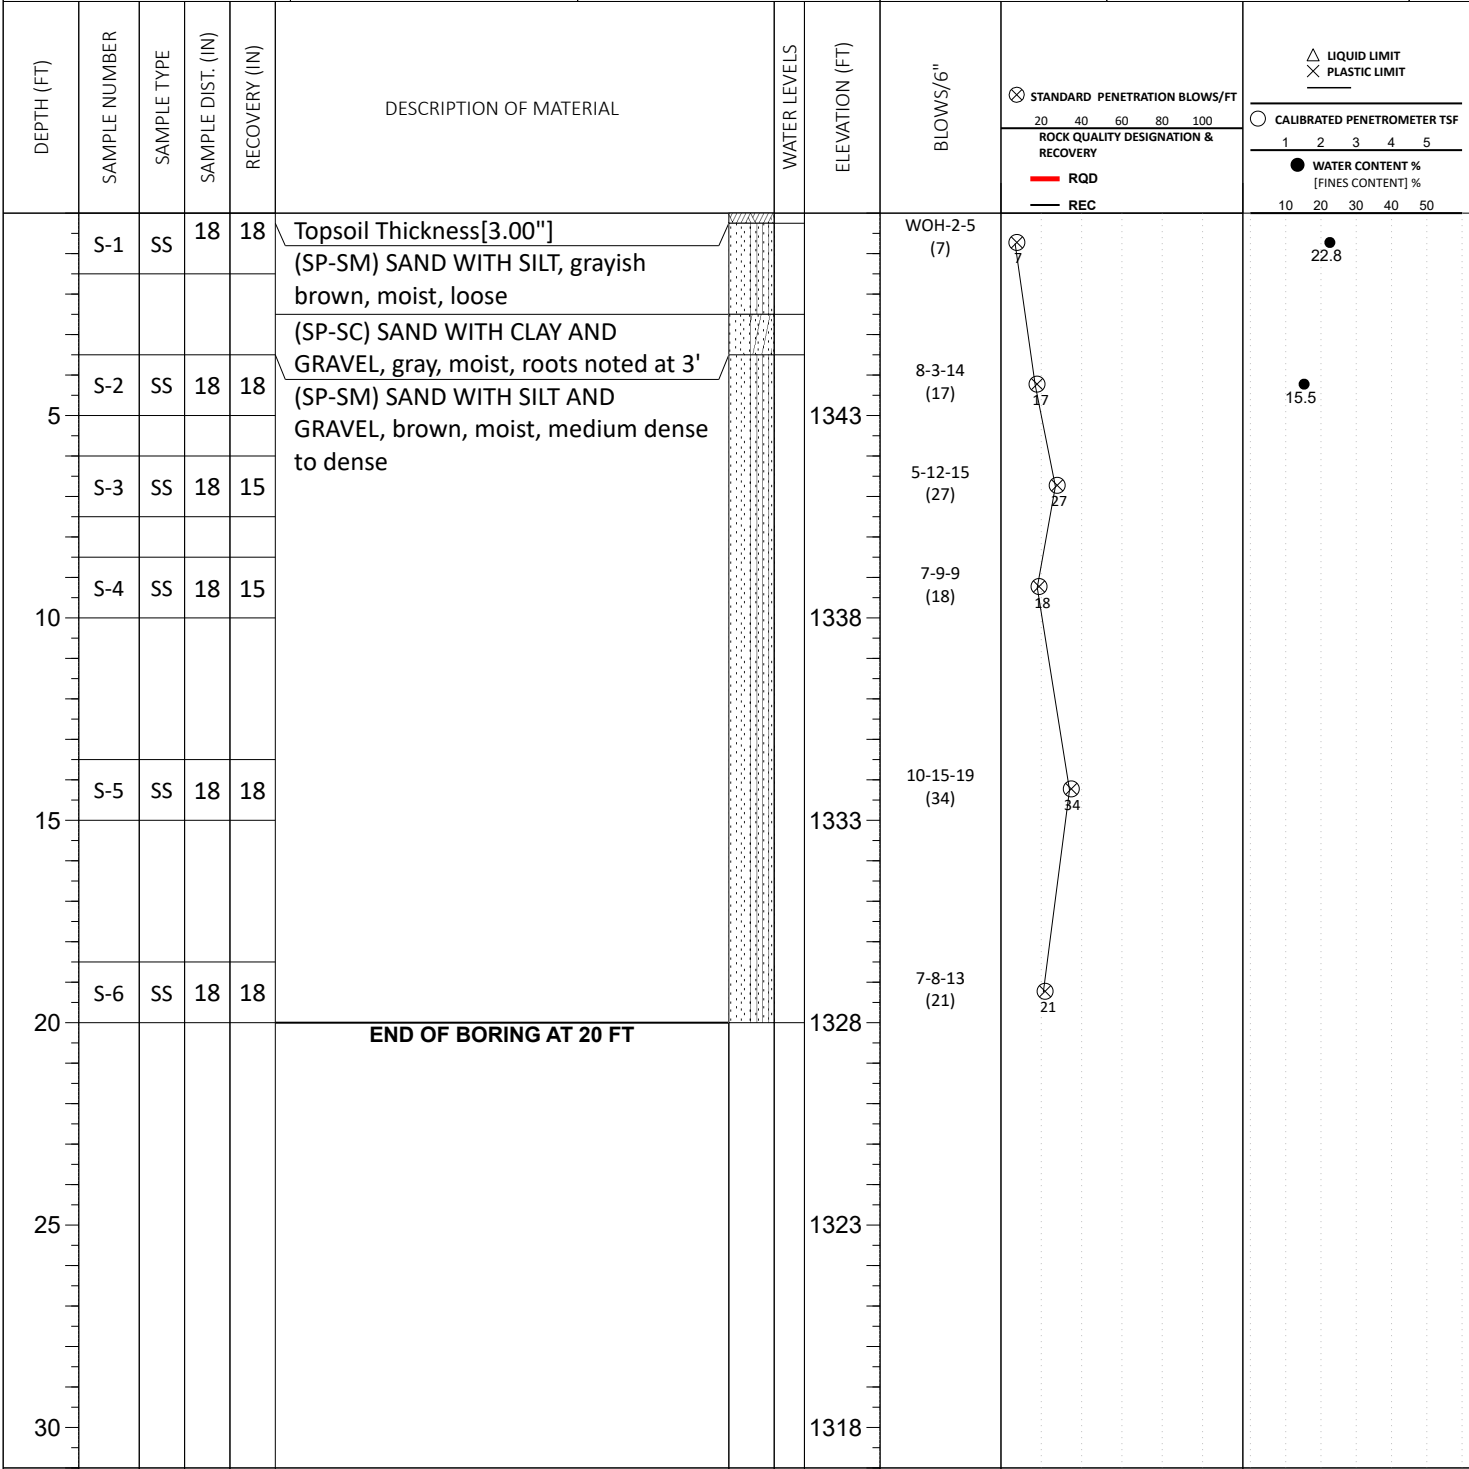 DEPTH (FT)
SAMPLE NUMBER
SAMPLE TYPE
SAMPLE DIST. (IN)
RECOVERY (IN)
DESCRIPTION OF MATERIAL
WATER LEVELS
ELEVATION (FT)
BLOWS/6"
STANDARD PENETRATION BLOWS/FT
20 40 60 80 100
ROCK QUALITY DESIGNATION &
RECOVERY
RQD
REC
LIQUID LIMIT
PLASTIC LIMIT
CALIBRATED PENETROMETER TSF
1 2 3 4 5
WATER CONTENT %
[FINES CONTENT] %
10 20 30 40 50
S-1 SS 18 18
Topsoil Thickness[3.00"]
(SP-SM) SAND WITH SILT, grayish
brown, moist, loose
WOH-2-5
(7)
7
22.8
(SP-SC) SAND WITH CLAY AND
GRAVEL, gray, moist, roots noted at 3'
S-2 SS 18 18
(SP-SM) SAND WITH SILT AND
GRAVEL, brown, moist, medium dense
to dense
8-3-14
(17)
17
15.5
5
1343
S-3 SS 18 15
5-12-15
(27)
27
S-4 SS 18 15
7-9-9
(18)
18
10
1338
S-5 SS 18 18
10-15-19
(34)
34
15
1333
S-6 SS 18 18
7-8-13
(21)
21
20
1328
END OF BORING AT 20 FT
25
1323
30
1318